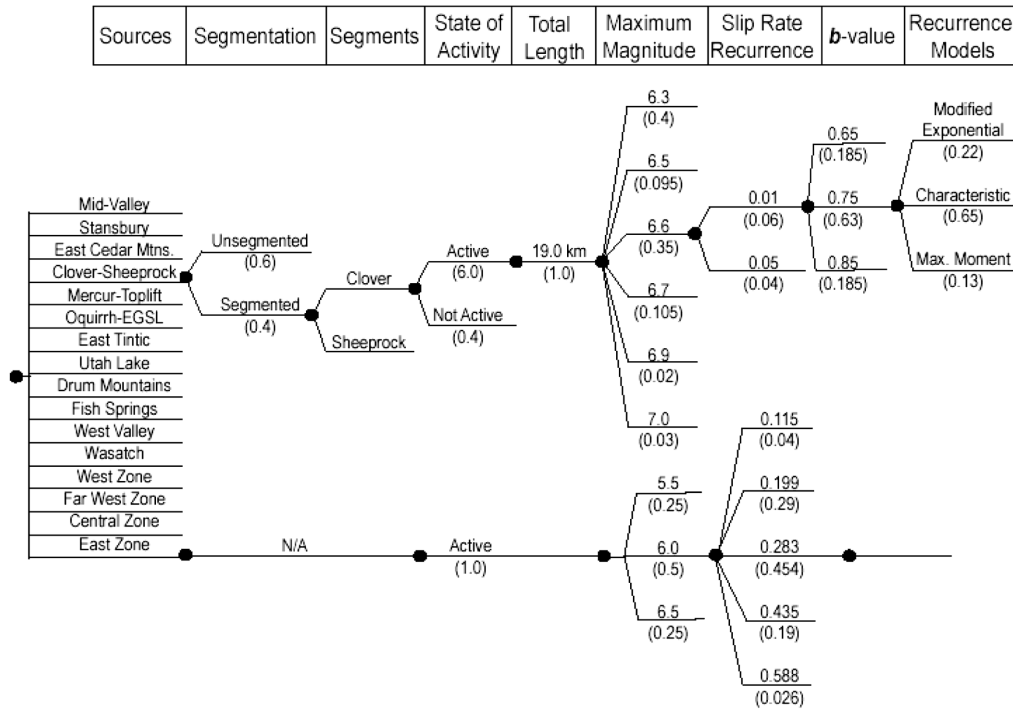 Sources Segmentation Segments State of Activity Total Length Maximum Magnitude Slip Rate Recurrence b-value Recurrence Models
Mid-Valley
Stansbury
East Cedar Mtns.
Clover-Sheeprock
Mercur-Toplift
Oquirrh-EGSL
East Tintic
Utah Lake
Drum Mountains
Fish Springs
West Valley
Wasatch
West Zone
Far West Zone
Central Zone
East Zone
Unsegmented
(0.6)
Segmented
(0.4)
Clover
Sheeprock
Active
(6.0)
Not Active
(0.4)
19.0 km
(1.0)
6.3
(0.4)
6.5
(0.095)
6.6
(0.35)
6.7
(0.105)
6.9
(0.02)
7.0
(0.03)
0.01
(0.06)
0.05
(0.04)
0.65
(0.185)
0.75
(0.63)
0.85
(0.185)
Modified
Exponential
(0.22)
Characteristic
(0.65)
Max. Moment
(0.13)
N/A
Active
(1.0)
5.5
(0.25)
6.0
(0.5)
6.5
(0.25)
0.115
(0.04)
0.199
(0.29)
0.283
(0.454)
0.435
(0.19)
0.588
(0.026)